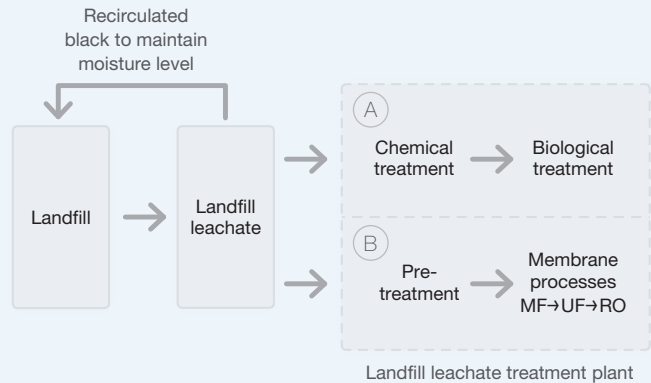 Recirculated
black to maintain
moisture level
Landfill
Landfill
leachate
A
Chemical
treatment
Biological
treatment
B
Pre-
treatment
Membrane
processes
MF→UF→RO
Landfill leachate treatment plant